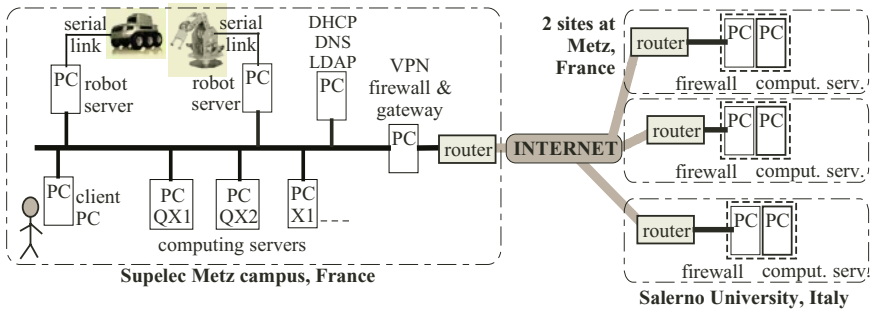 serial
link
serial
link
DHCP
DNS
LDAP
PC
robot
server
robot
server
PC
PC
VPN
firewall &
gateway
PC
router
INTERNET
PC
client
PC
PC
QX1
PC
QX2
PC
X1
computing servers
Supelec Metz campus, France
2 sites at
Metz,
France
router
PC PC
firewall comput. serv.
router
PC PC
firewall comput. serv.
router
PC PC
firewall comput. serv.
Salerno University, Italy